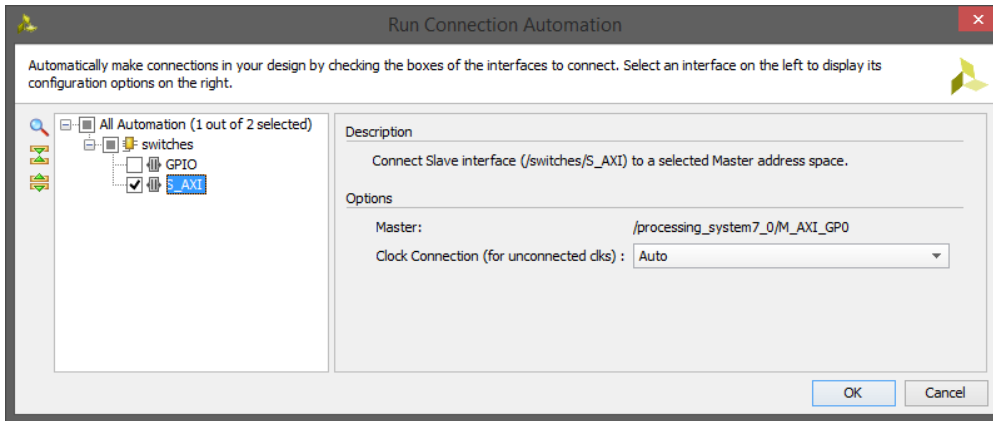 Run Connection Automation
Automatically make connections in your design by checking the boxes of the interfaces to connect. Select an interface on the left to display its
configuration options on the right.
All Automation (1 out of 2 selected)
switches
GPIO
S_AXI
Description
Connect Slave interface (/switches/S_AXI) to a selected Master address space.
Options
Master: /processing_system7_0/M_AXI_GP0
Clock Connection (for unconnected clks) : Auto
OK Cancel